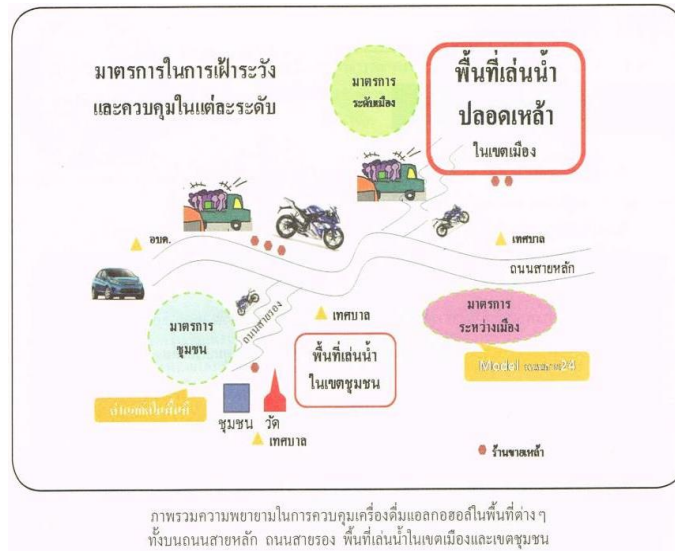 มาตรการในการเฝ้าระวัง
และควบคุมในแต่ละระดับ
มาตรการ
ระดับเมือง
พื้นที่เล่นน้ำ
ปลอดเหล้า
ในเขตเมือง
อบต.
เทศบาล
ถนนสายหลัก
มาตรการ
ชุมชน
ถนนสายรอง
เทศบาล
มาตรการ
ระหว่างเมือง
พื้นที่เล่นน้ำ
ในเขตชุมชน
Model 24
ชุมชน วัด
เทศบาล
ร้านขายเหล้า
ภาพรวมความพยายามในการควบคุมเครื่องดื่มแอลกอฮอล์ในพื้นที่ต่าง ๆ
ทั้งบนถนนสายหลัก ถนนสายรอง พื้นที่เล่นน้ำในเขตเมืองและเขตชุมชน